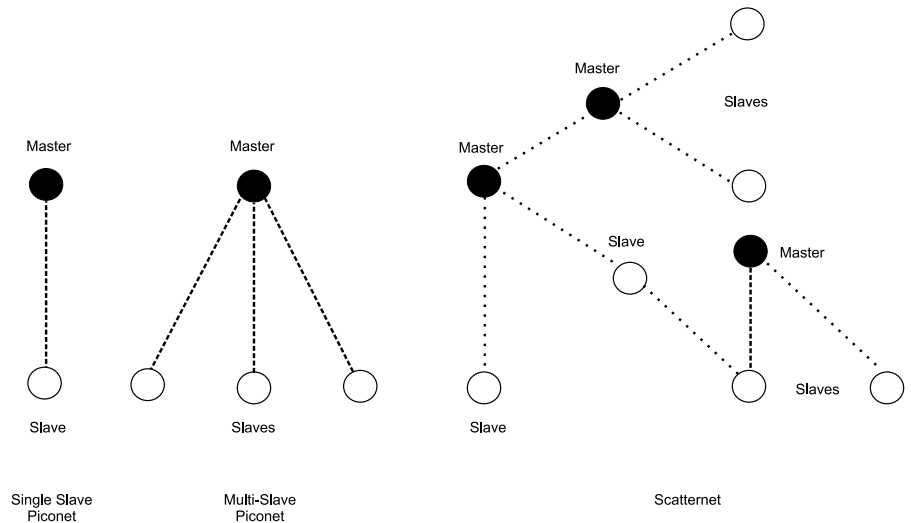 Master
Slaves
Master
Master
Master
Slave
Master
Slaves
Slave
Slaves
Slave
Single Slave
Piconet
Multi-Slave
Piconet
Scatternet